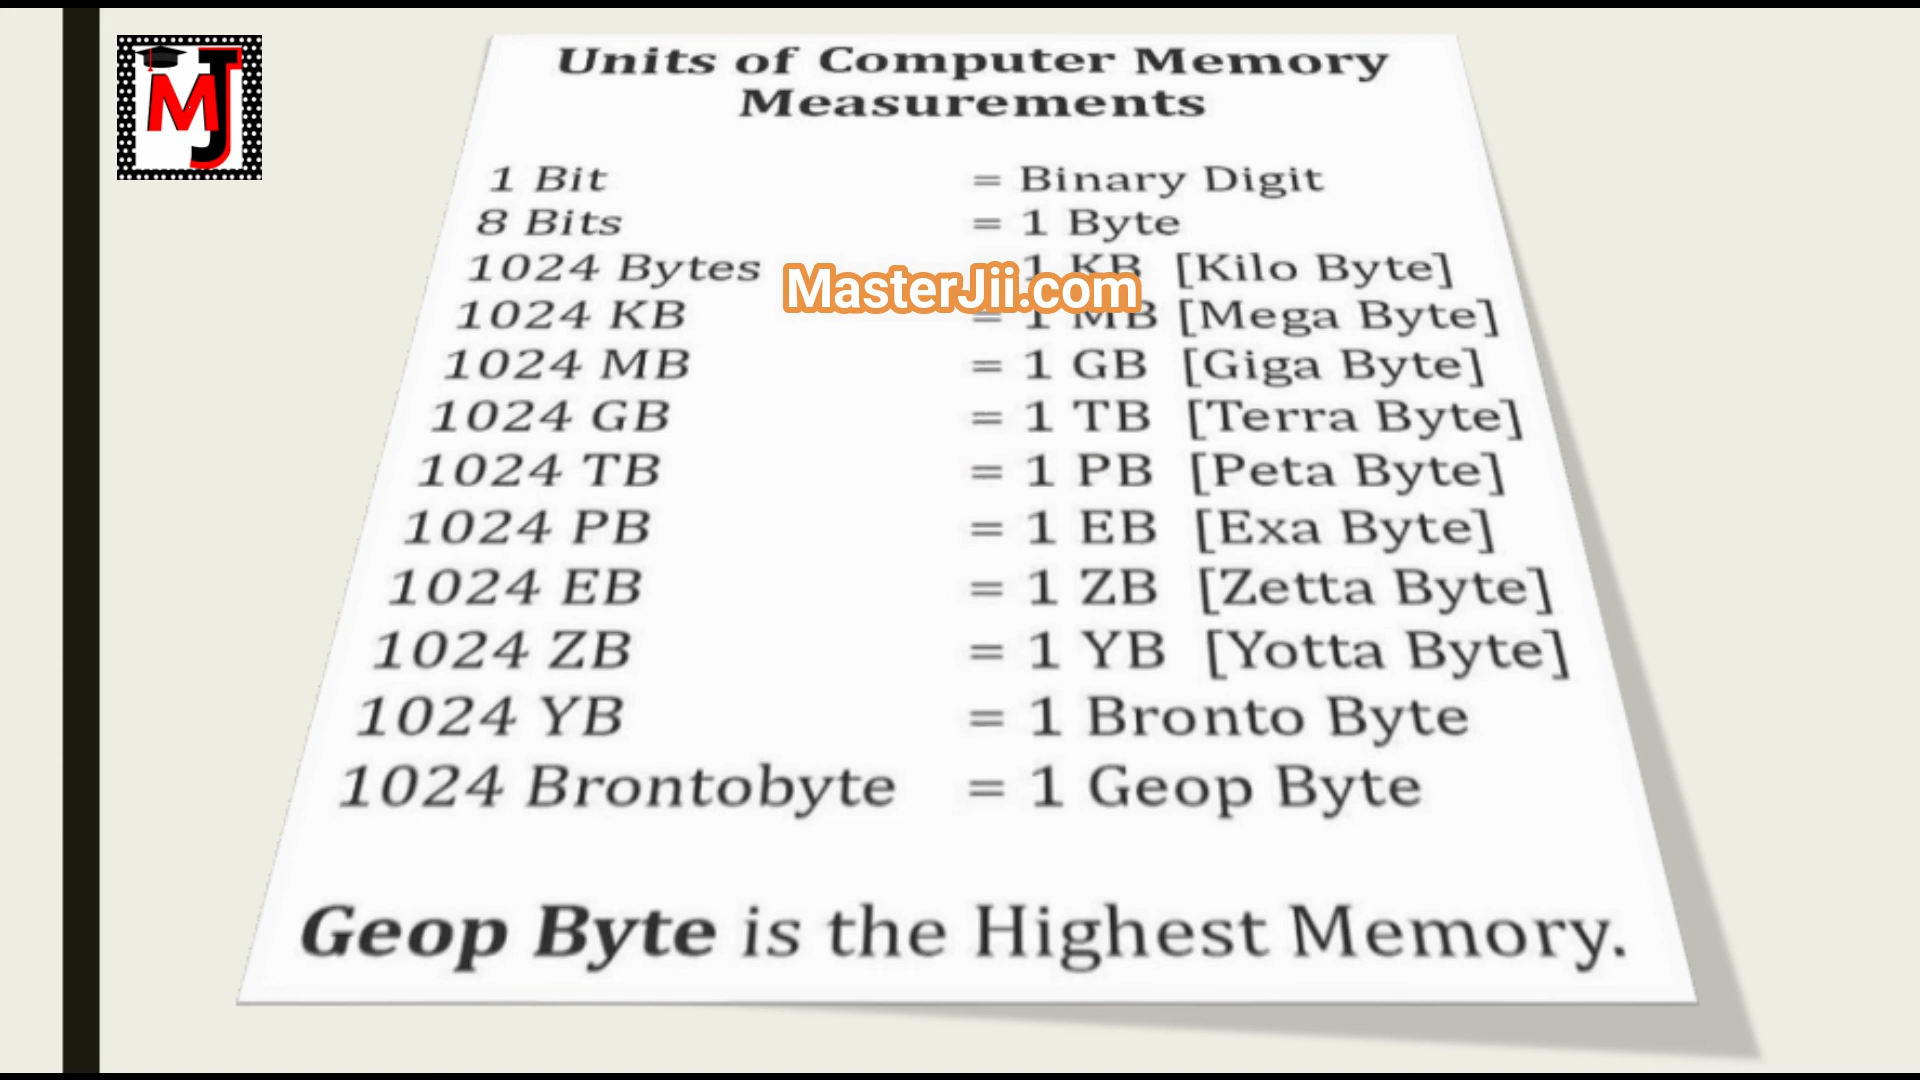 MJ
Units of Computer Memory
Measurements
1 Bit = Binary Digit
8 Bits = 1 Byte
1024 Bytes 1 KB [Kilo Byte]
MasterJii.com
1024 KB = 1 MB [Mega Byte]
1024 MB = 1 GB [Giga Byte]
1024 GB = 1 TB [Terra Byte]
1024 TB = 1 PB [Peta Byte]
1024 PB = 1 EB [Exa Byte]
1024 EB = 1 ZB [Zetta Byte]
1024 ZB = 1 YB [Yotta Byte]
1024 YB = 1 Bronto Byte
1024 Brontobyte = 1 Geop Byte
Geop Byte is the Highest Memory.